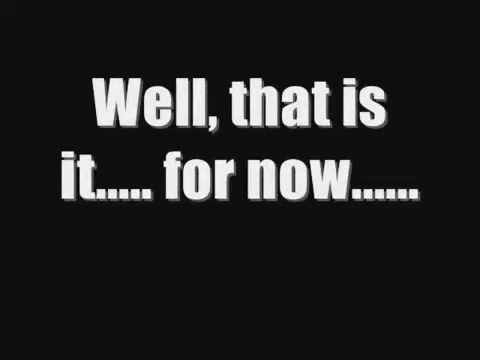 Well, that is
it..... for now......